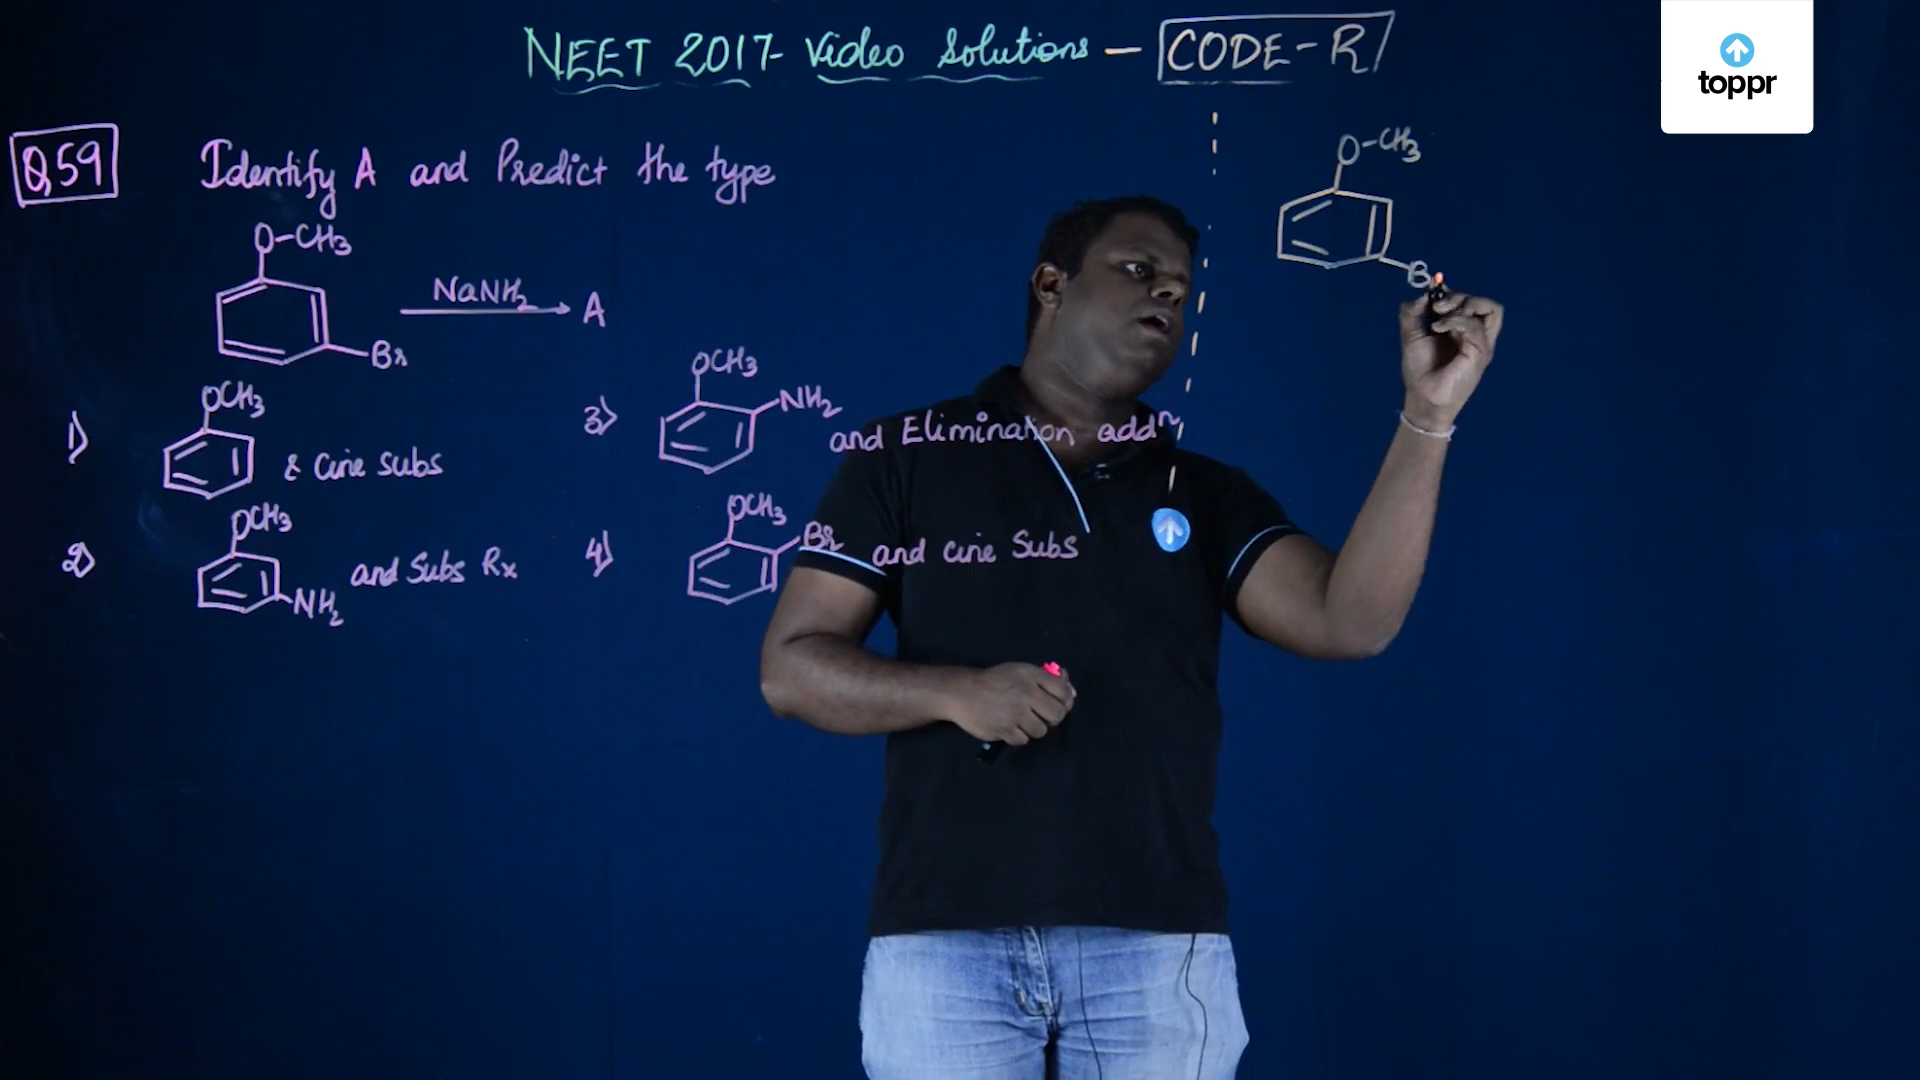 NEET 2017- Video Solutions — CODE-R
toppr
Q59 Identify A and Predict the type
O-CH3
Br
NaNH2
A
1) OCH3 & Cine subs
2) OCH3 NH2 and Subs Rx
3) OCH3 NH2 and Elimination addn
4) OCH3 Br and cine Subs
O-CH3
B